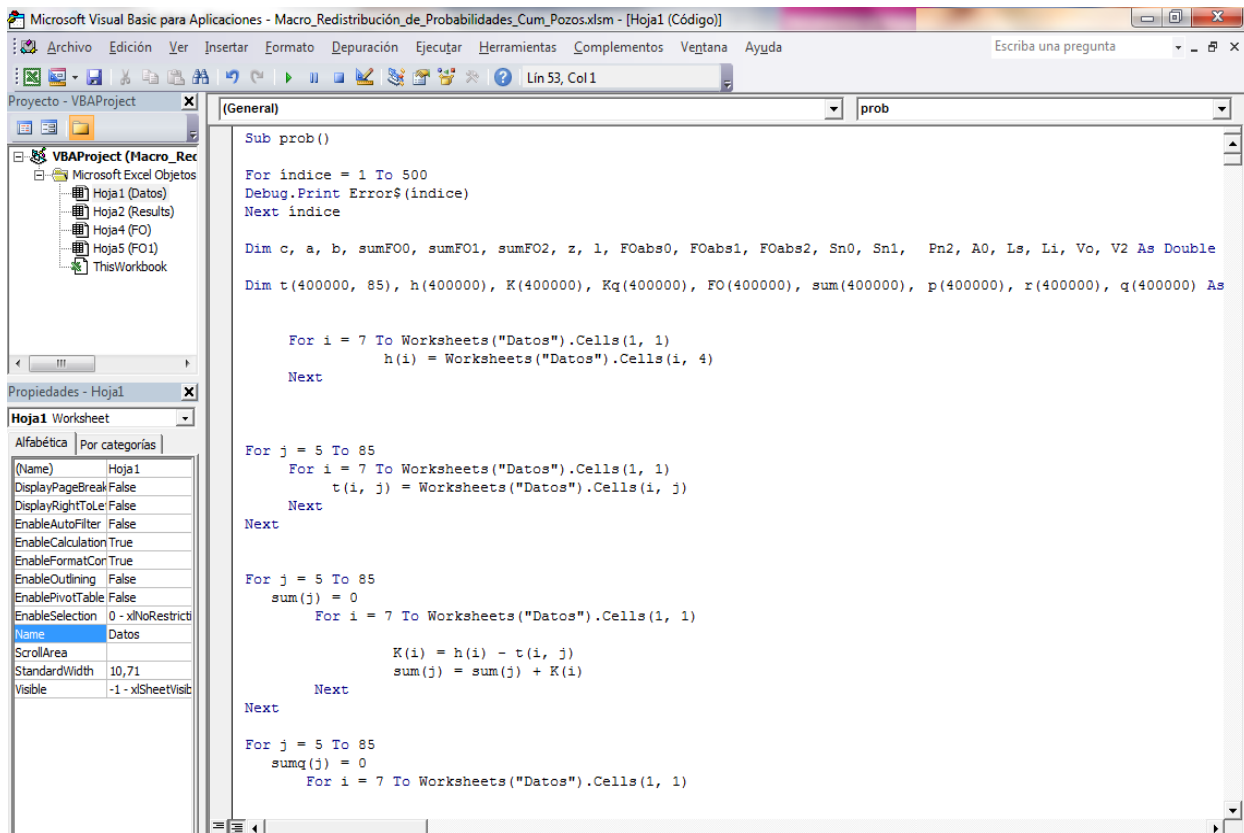 Microsoft Visual Basic para Aplicaciones - Macro_Redistribución_de_Probabilidades_Cum_Pozos.xlsm - [Hoja1 (Código)]
Archivo Edición Ver Insertar Formato Depuración Ejecutar Herramientas Complementos Ventana Ayuda Escriba una pregunta
Lín 53, Col 1
Proyecto - VBAProject
VBAProject (Macro_Rec
Microsoft Excel Objetos
Hoja1 (Datos)
Hoja2 (Results)
Hoja4 (FO)
Hoja5 (FO1)
ThisWorkbook
Propiedades - Hoja1
Hoja1 Worksheet
Alfabética Por categorías
(Name) Hoja1
DisplayPageBreak False
DisplayRightToLe False
EnableAutoFilter False
EnableCalculation True
EnableFormatCor True
EnableOutlining False
EnablePivotTable False
EnableSelection 0 - xlNoRestricti
Name Datos
ScrollArea
StandardWidth 10,71
Visible -1 - xlSheetVisib
(General) prob
Sub prob()
For índice = 1 To 500
Debug.Print Error$(índice)
Next índice
Dim c, a, b, sumFO0, sumFO1, sumFO2, z, l, FOabs0, FOabs1, FOabs2, Sn0, Sn1, Pn2, A0, Ls, Li, Vo, V2 As Double
Dim t(400000, 85), h(400000), K(400000), Kq(400000), FO(400000), sum(400000), p(400000), r(400000), q(400000) As
For i = 7 To Worksheets("Datos").Cells(1, 1)
h(i) = Worksheets("Datos").Cells(i, 4)
Next
For j = 5 To 85
For i = 7 To Worksheets("Datos").Cells(1, 1)
t(i, j) = Worksheets("Datos").Cells(i, j)
Next
Next
For j = 5 To 85
sum(j) = 0
For i = 7 To Worksheets("Datos").Cells(1, 1)
K(i) = h(i) - t(i, j)
sum(j) = sum(j) + K(i)
Next
Next
For j = 5 To 85
sumq(j) = 0
For i = 7 To Worksheets("Datos").Cells(1, 1)